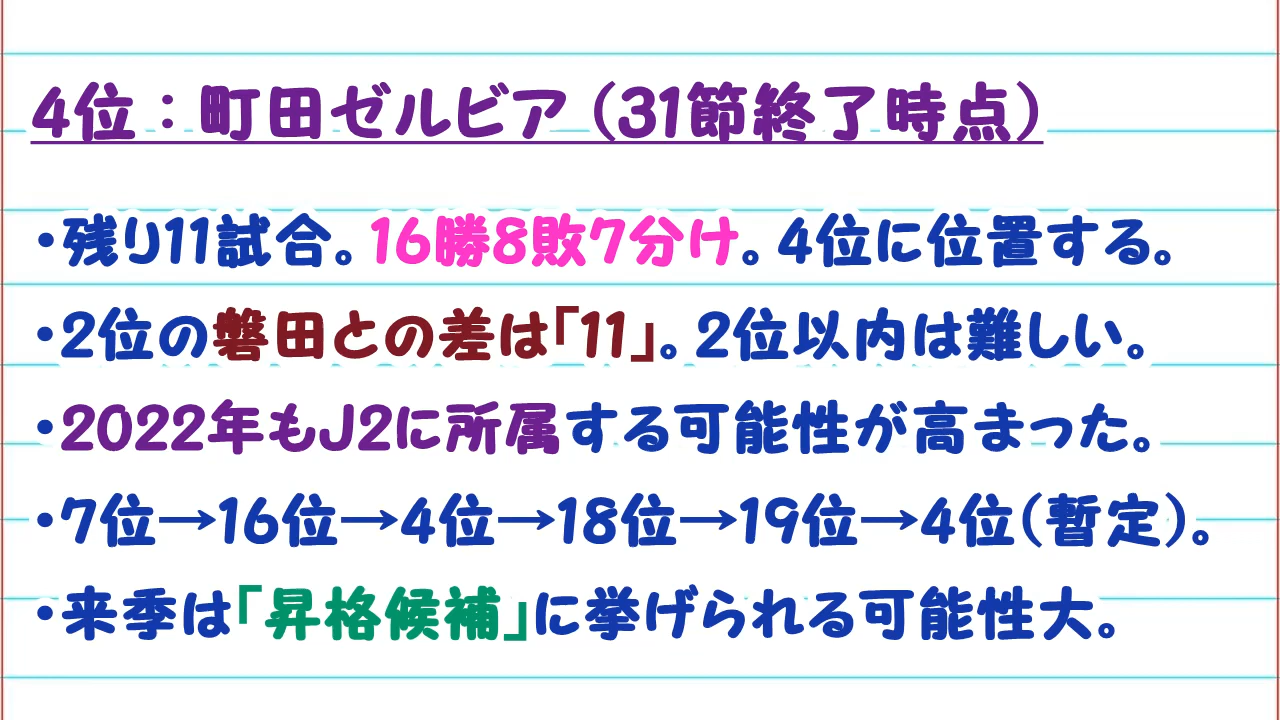 4位：町田ゼルビア（31節終了時点）
・残り11試合。16勝8敗7分け。4位に位置する。
・2位の磐田との差は「11」。2位以内は難しい。
・2022年もJ2に所属する可能性が高まった。
・7位→16位→4位→18位→19位→4位（暫定）。
・来季は「昇格候補」に挙げられる可能性大。